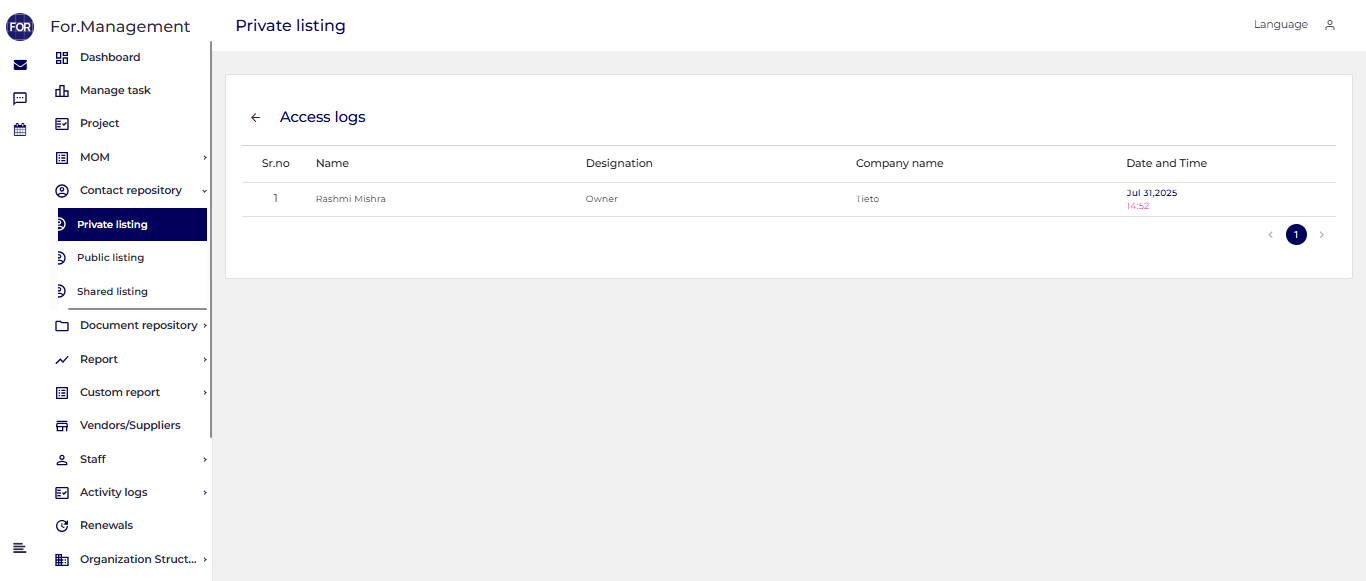 FOR
For.Management
Private listing
Language
Dashboard
Manage task
Project
MOM
Contact repository
Private listing
Public listing
Shared listing
Document repository
Report
Custom report
Vendors/Suppliers
Staff
Activity logs
Renewals
Organization Struct...
Access logs
Sr.no Name Designation Company name Date and Time
1 Rashmi Mishra Owner Tieto Jul 31,2025
14:52
1